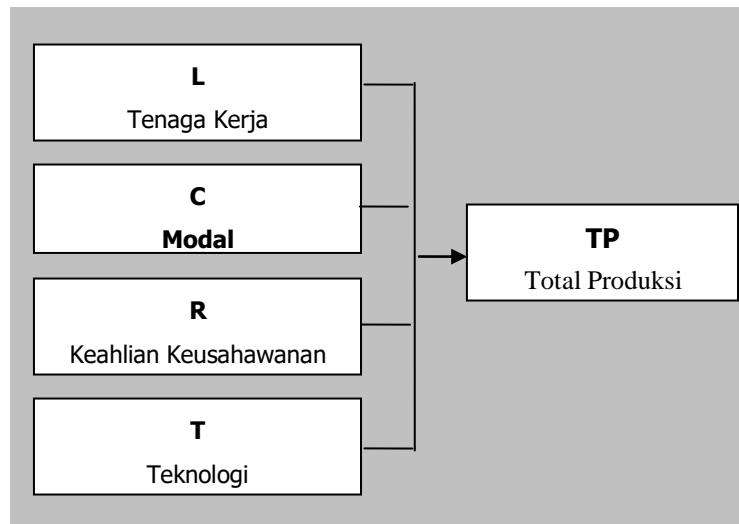 L
Tenaga Kerja
C
Modal
R
Keahlian Keusahawanan
T
Teknologi
TP
Total Produksi